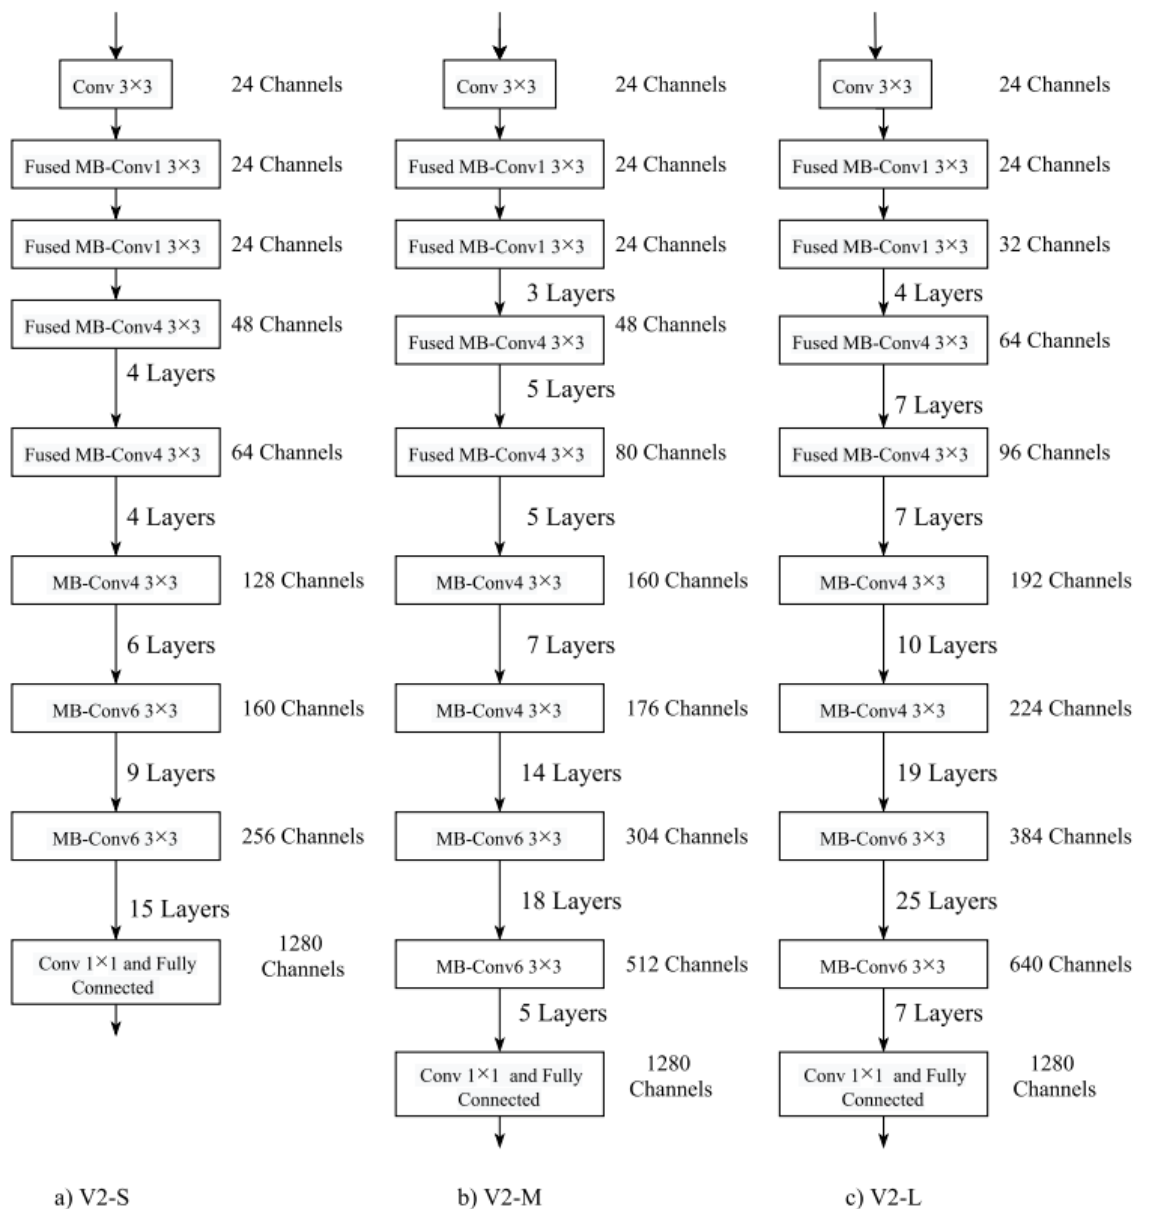 Conv 3×3
24 Channels
Fused MB-Conv1 3×3
24 Channels
Fused MB-Conv1 3×3
24 Channels
Fused MB-Conv4 3×3
48 Channels
4 Layers
Fused MB-Conv4 3×3
64 Channels
4 Layers
MB-Conv4 3×3
128 Channels
6 Layers
MB-Conv6 3×3
160 Channels
9 Layers
MB-Conv6 3×3
256 Channels
15 Layers
Conv 1×1 and Fully
Connected
1280
Channels
a) V2-S
Conv 3×3
24 Channels
Fused MB-Conv1 3×3
24 Channels
Fused MB-Conv1 3×3
24 Channels
3 Layers
Fused MB-Conv4 3×3
48 Channels
5 Layers
Fused MB-Conv4 3×3
80 Channels
5 Layers
MB-Conv4 3×3
160 Channels
7 Layers
MB-Conv4 3×3
176 Channels
14 Layers
MB-Conv6 3×3
304 Channels
18 Layers
MB-Conv6 3×3
512 Channels
5 Layers
Conv 1×1 and Fully
Connected
1280
Channels
b) V2-M
Conv 3×3
24 Channels
Fused MB-Conv1 3×3
24 Channels
Fused MB-Conv1 3×3
32 Channels
4 Layers
Fused MB-Conv4 3×3
64 Channels
7 Layers
Fused MB-Conv4 3×3
96 Channels
7 Layers
MB-Conv4 3×3
192 Channels
10 Layers
MB-Conv4 3×3
224 Channels
19 Layers
MB-Conv6 3×3
384 Channels
25 Layers
MB-Conv6 3×3
640 Channels
7 Layers
Conv 1×1 and Fully
Connected
1280
Channels
c) V2-L